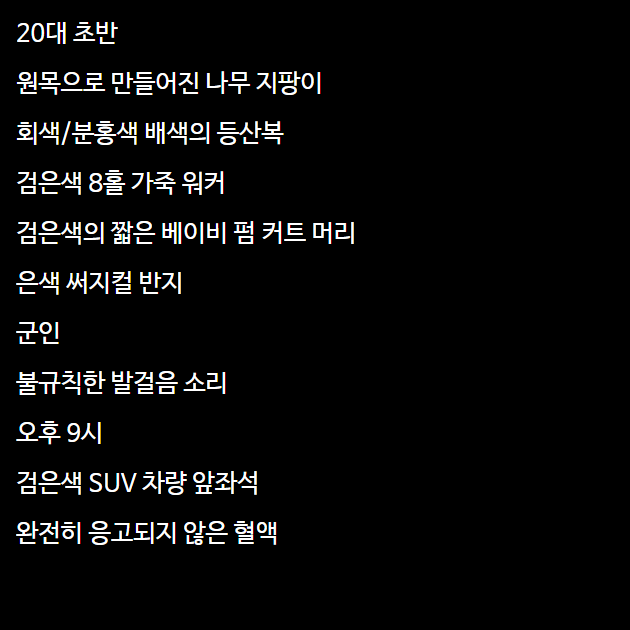 20대 초반
원목으로 만들어진 나무 지팡이
회색/분홍색 배색의 등산복
검은색 8홀 가죽 워커
검은색의 짧은 베이비 펌 커트 머리
은색 써지컬 반지
군인
불규칙한 발걸음 소리
오후 9시
검은색 SUV 차량 앞좌석
완전히 응고되지 않은 혈액